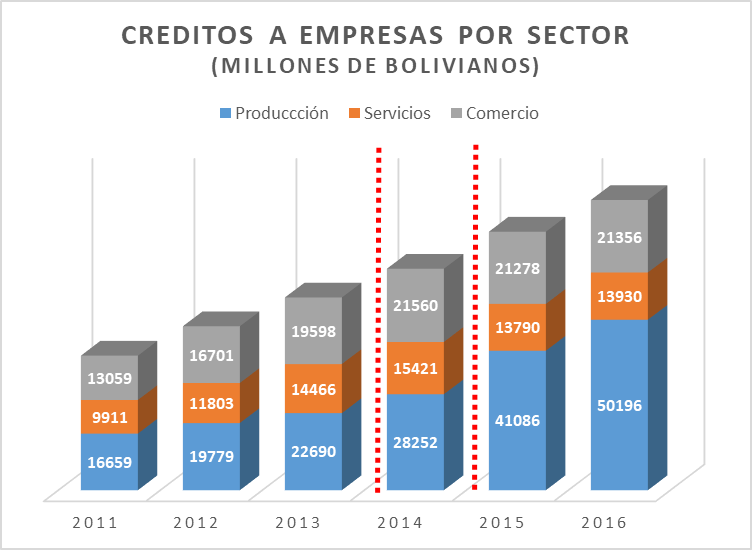 CREDITOS A EMPRESAS POR SECTOR
(MILLONES DE BOLIVIANOS)
Produccción Servicios Comercio
13059 16701 19598 21560 21278 21356
9911 11803 14466 15421 13790 13930
16659 19779 22690 28252 41086 50196
2011 2012 2013 2014 2015 2016